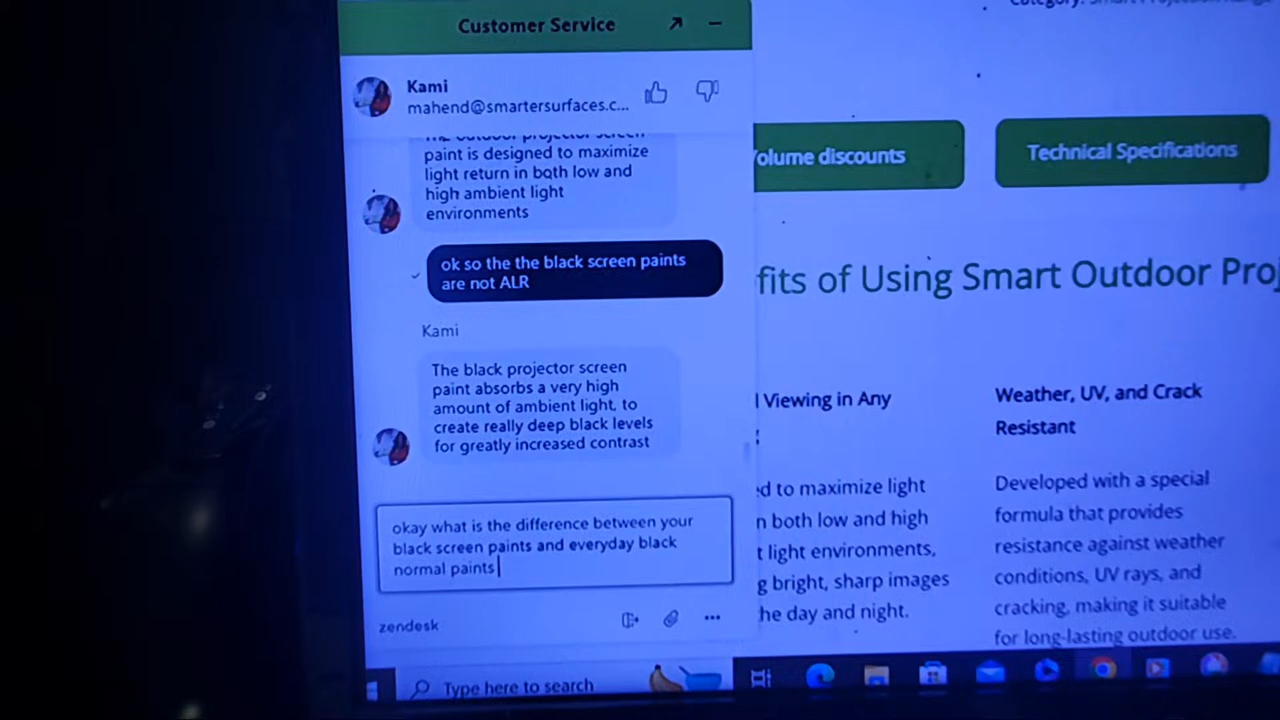 Customer Service
Kami
mahend@smartersurfaces.c...
paint is designed to maximize
light return in both low and
high ambient light
environments
ok so the the black screen paints
are not ALR
Kami
The black projector screen
paint absorbs a very high
amount of ambient light, to
create really deep black levels
for greatly increased contrast
okay what is the difference between your
black screen paints and everyday black
normal paints
zendesk
Type here to search
olume discounts
Technical Specifications
fits of Using Smart Outdoor Proj
l Viewing in Any
ed to maximize light
n both low and high
t light environments,
g bright, sharp images
he day and night.
Weather, UV, and Crack
Resistant
Developed with a special
formula that provides
resistance against weather
conditions, UV rays, and
cracking, making it suitable
for long-lasting outdoor use.